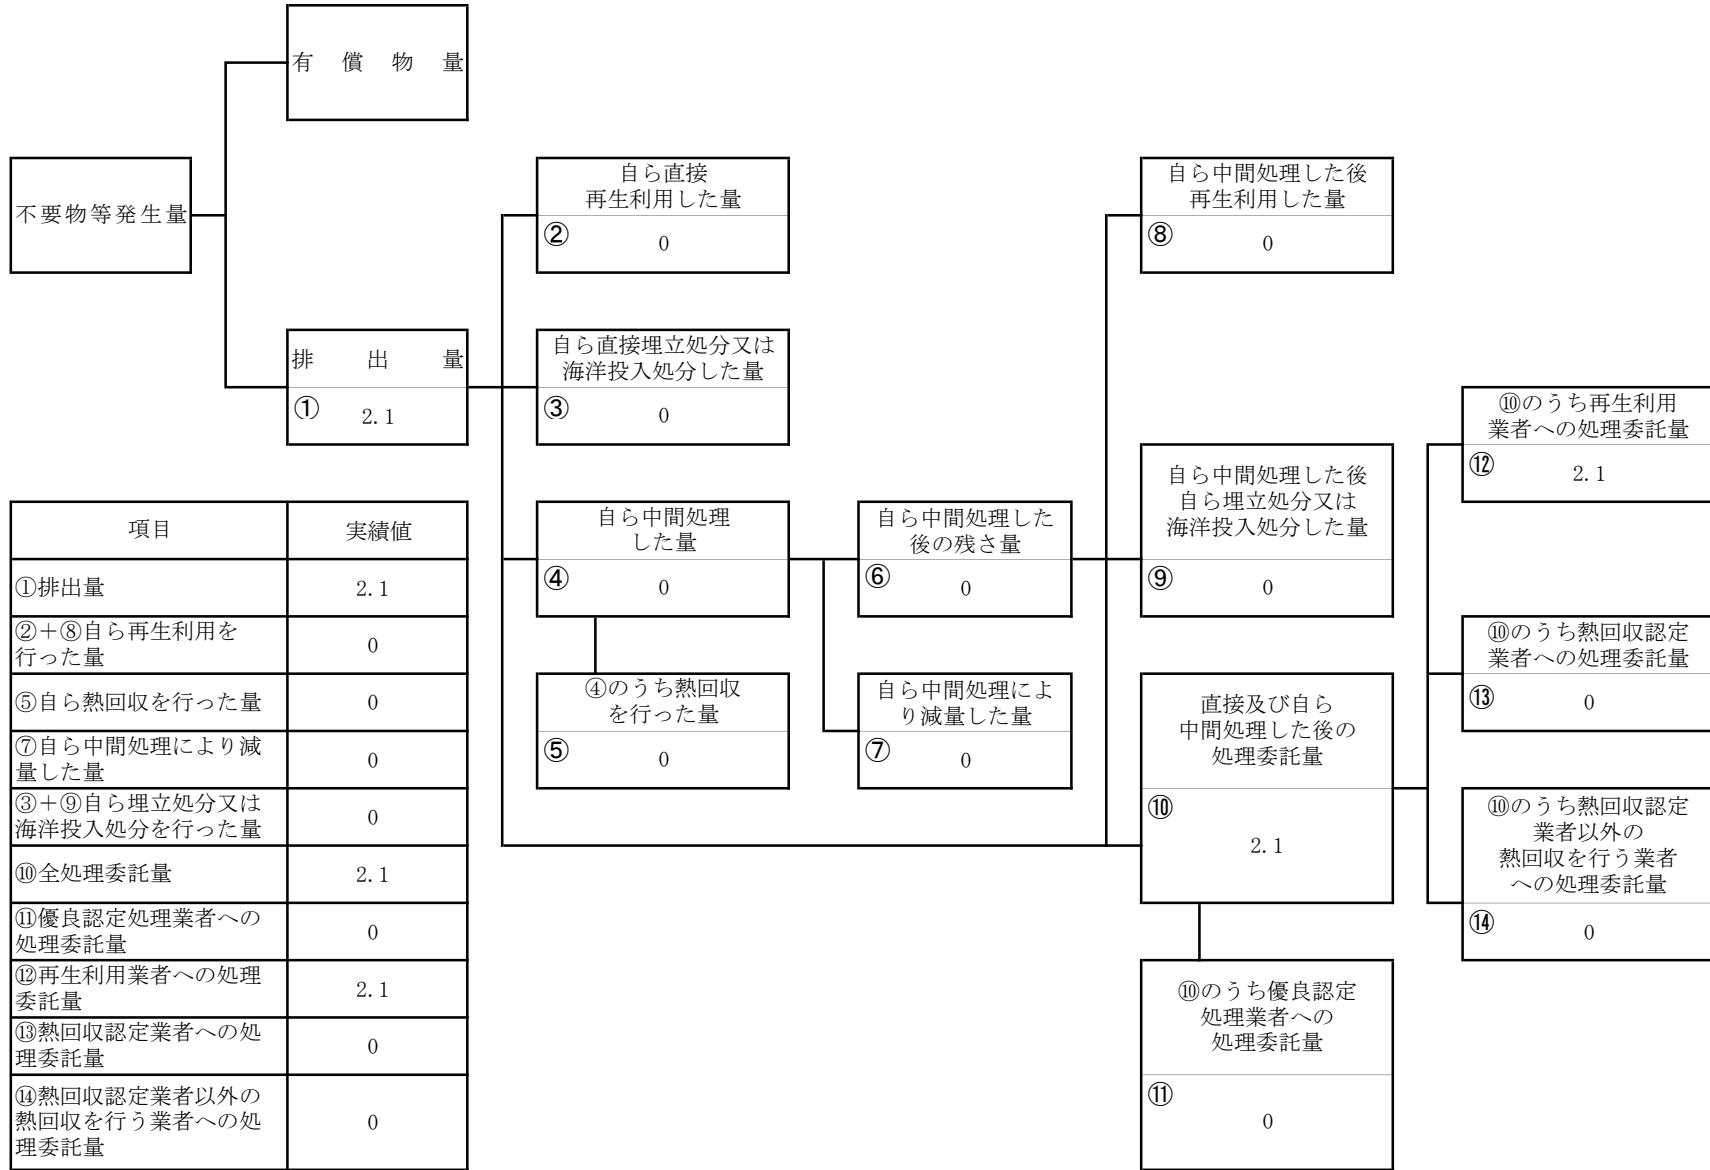 有償物量
不要物等発生量
排出量
① 2.1
自ら直接
再生利用した量
② 0
自ら直接埋立処分又は
海洋投入処分した量
③ 0
自ら中間処理
した量
④ 0
④のうち熱回収
を行った量
⑤ 0
自ら中間処理した
後の残さ量
⑥ 0
自ら中間処理によ
り減量した量
⑦ 0
自ら中間処理した後
再生利用した量
⑧ 0
自ら中間処理した後
自ら埋立処分又は
海洋投入処分した量
⑨ 0
直接及び自ら
中間処理した後の
処理委託量
⑩
2.1
⑩のうち優良認定
処理業者への
処理委託量
⑪
0
⑩のうち再生利用
業者への処理委託量
⑫ 2.1
⑩のうち熱回収認定
業者への処理委託量
⑬ 0
⑩のうち熱回収認定
業者以外の
熱回収を行う業者
への処理委託量
⑭ 0
項目 実績値
①排出量 2.1
②＋⑧自ら再生利用を
行った量 0
⑤自ら熱回収を行った量 0
⑦自ら中間処理により減
量した量 0
③＋⑨自ら埋立処分又は
海洋投入処分を行った量 0
⑩全処理委託量 2.1
⑪優良認定処理業者への
処理委託量 0
⑫再生利用業者への処理
委託量 2.1
⑬熱回収認定業者への処
理委託量 0
⑭熱回収認定業者以外の
熱回収を行う業者への処
理委託量 0